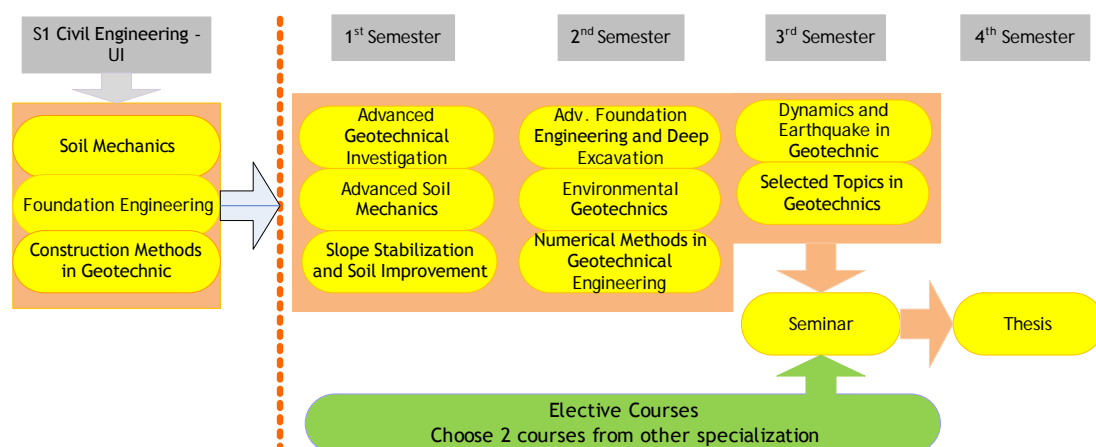 S1 Civil Engineering -
UI
1st Semester
2nd Semester
3rd Semester
4th Semester
Soil Mechanics
Foundation Engineering
Construction Methods
in Geotechnic
Advanced
Geotechnical
Investigation
Advanced Soil
Mechanics
Slope Stabilization
and Soil Improvement
Adv. Foundation
Engineering and Deep
Excavation
Environmental
Geotechnics
Numerical Methods in
Geotechnical
Engineering
Dynamics and
Earthquake in
Geotechnic
Selected Topics in
Geotechnics
Seminar
Thesis
Elective Courses
Choose 2 courses from other specialization